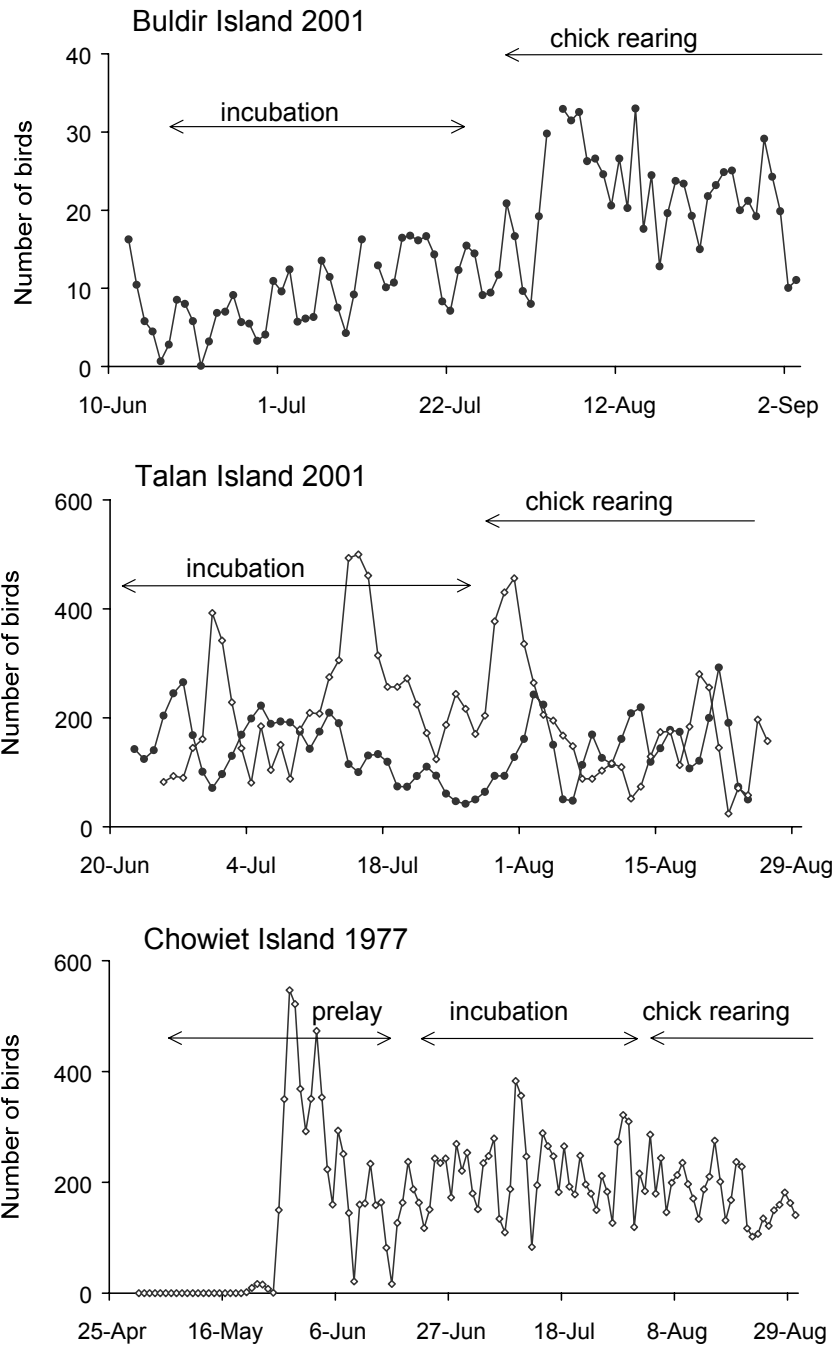 Buldir Island 2001
chick rearing
incubation
Number of birds
40
30
20
10
0
10-Jun 1-Jul 22-Jul 12-Aug 2-Sep
Talan Island 2001
chick rearing
incubation
Number of birds
600
400
200
0
20-Jun 4-Jul 18-Jul 1-Aug 15-Aug 29-Aug
Chowiet Island 1977
prelay incubation chick rearing
Number of birds
600
400
200
0
25-Apr 16-May 6-Jun 27-Jun 18-Jul 8-Aug 29-Aug